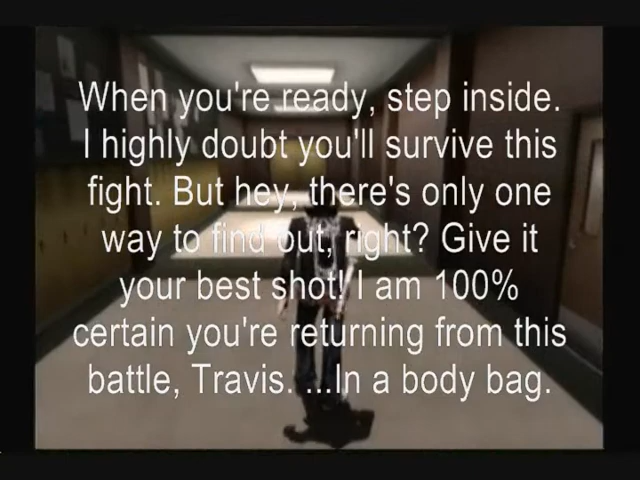 When you're ready, step inside.
I highly doubt you'll survive this
fight. But hey, there's only one
way to find out, right? Give it
your best shot! I am 100%
certain you're returning from this
battle, Travis. ...In a body bag.